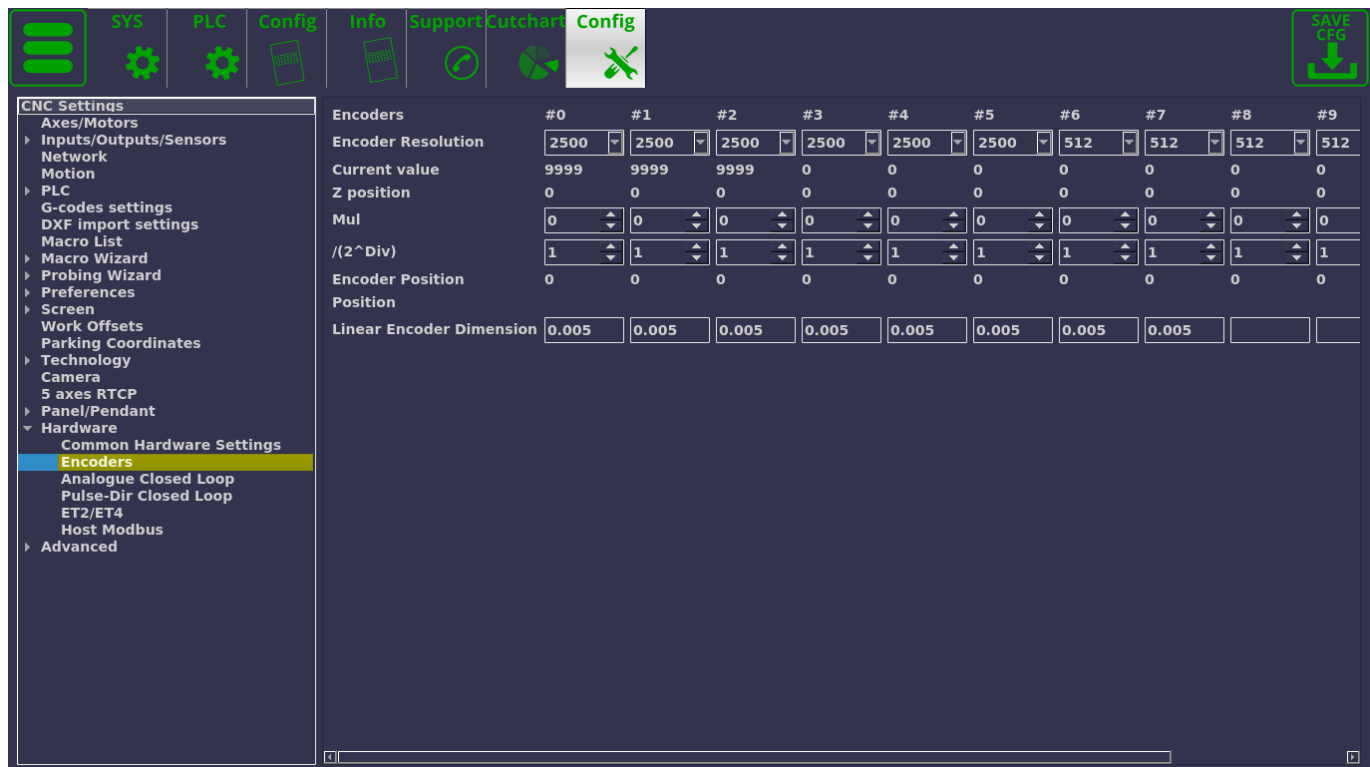 SYS PLC Config Info Support Cutchart Config SAVE CFG
CNC Settings
Axes/Motors
Inputs/Outputs/Sensors
Network
Motion
PLC
G-codes settings
DXF import settings
Macro List
Macro Wizard
Probing Wizard
Preferences
Screen
Work Offsets
Parking Coordinates
Technology
Camera
5 axes RTCP
Panel/Pendant
Hardware
Common Hardware Settings
Encoders
Analogue Closed Loop
Pulse-Dir Closed Loop
ET2/ET4
Host Modbus
Advanced
Encoders #0 #1 #2 #3 #4 #5 #6 #7 #8 #9
Encoder Resolution 2500 2500 2500 2500 2500 2500 512 512 512 512
Current value 9999 9999 9999 0 0 0 0 0 0 0
Z position 0 0 0 0 0 0 0 0 0 0
Mul 0 0 0 0 0 0 0 0 0 0
/(2^Div) 1 1 1 1 1 1 1 1 1 1
Encoder Position 0 0 0 0 0 0 0 0 0 0
Position
Linear Encoder Dimension 0.005 0.005 0.005 0.005 0.005 0.005 0.005 0.005